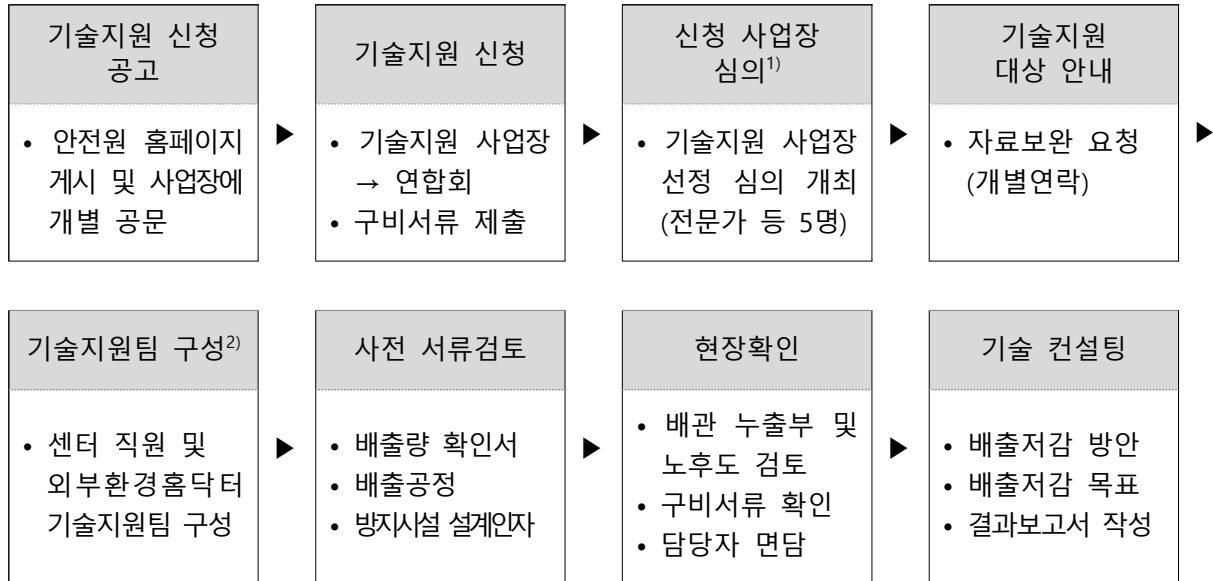 기술지원 신청
공고
• 안전원 홈페이지
게시 및 사업장에
개별 공문
▶
기술지원 신청
• 기술지원 사업장
→ 연합회
• 구비서류 제출
▶
신청 사업장
심의1)
• 기술지원 사업장
선정 심의 개최
(전문가 등 5명)
▶
기술지원
대상 안내
• 자료보완 요청
(개별연락)
▶
기술지원팀 구성2)
• 센터 직원 및
외부환경홈닥터
기술지원팀 구성
▶
사전 서류검토
• 배출량 확인서
• 배출공정
• 방지시설 설계인자
▶
현장확인
• 배관 누출부 및
노후도 검토
• 구비서류 확인
• 담당자 면담
▶
기술 컨설팅
• 배출저감 방안
• 배출저감 목표
• 결과보고서 작성